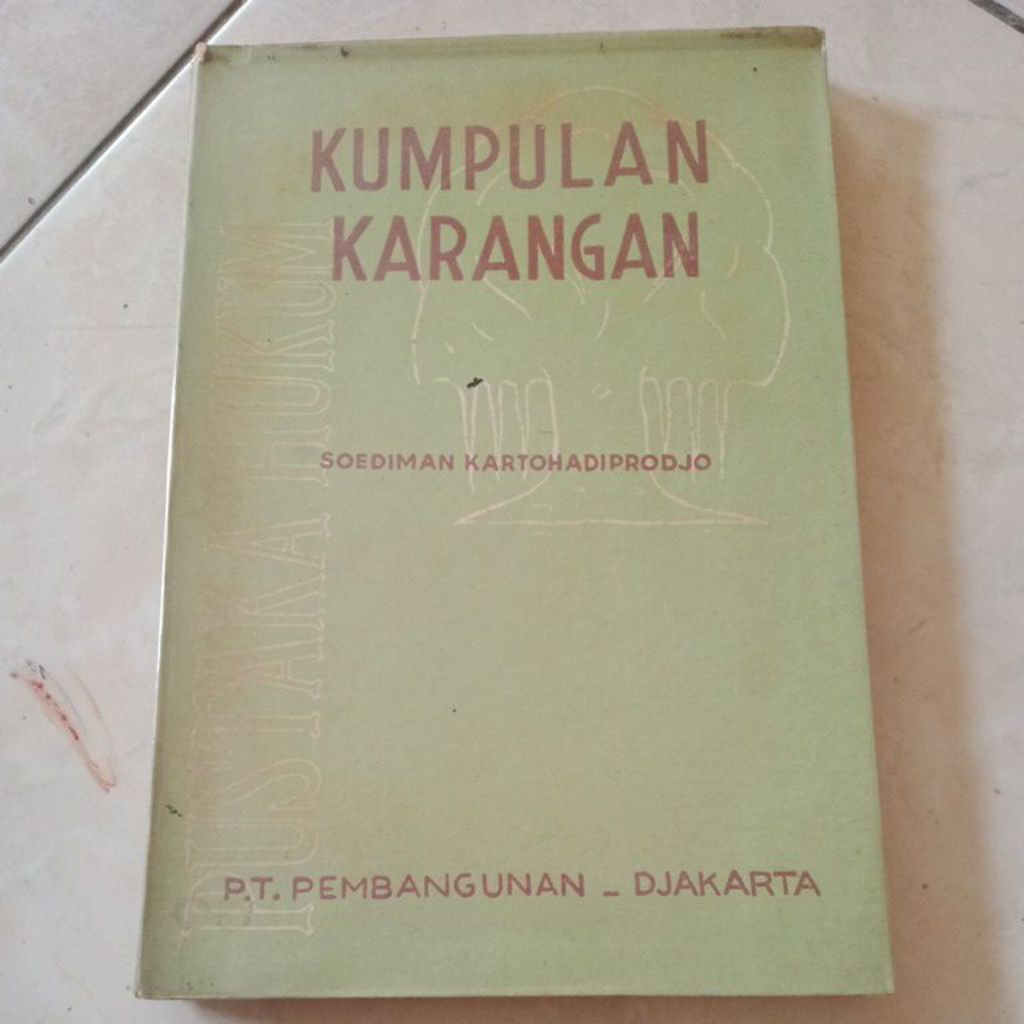 KUMPULAN
KARANGAN
SOEDIMAN KARTOHADIPRODJO
PUSTAKA HUKUM
P.T. PEMBANGUNAN _ DJAKARTA